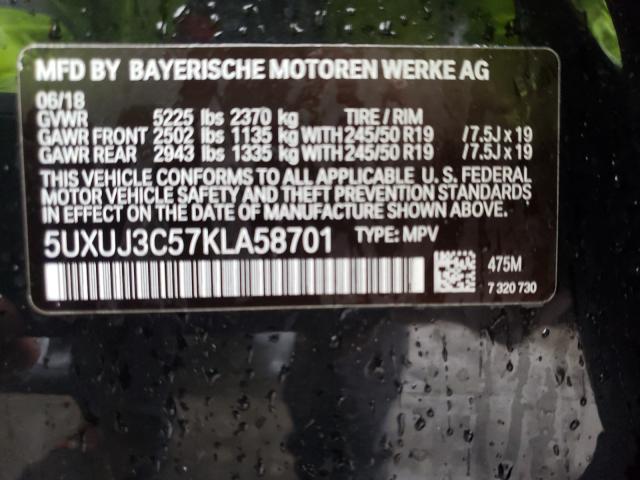 MFD BY BAYERISCHE MOTOREN WERKE AG
06/18
GVWR 5225 lbs 2370 kg TIRE / RIM
GAWR FRONT 2502 lbs 1135 kg WITH 245/50 R19 /7.5J x 19
GAWR REAR 2943 lbs 1335 kg WITH 245/50 R19 /7.5J x 19
THIS VEHICLE CONFORMS TO ALL APPLICABLE U.S. FEDERAL
MOTOR VEHICLE SAFETY AND THEFT PREVENTION STANDARDS
IN EFFECT ON THE DATE OF MANUFACTURE SHOWN ABOVE.
5UXUJ3C57KLA58701 TYPE: MPV
475M
7 320 730